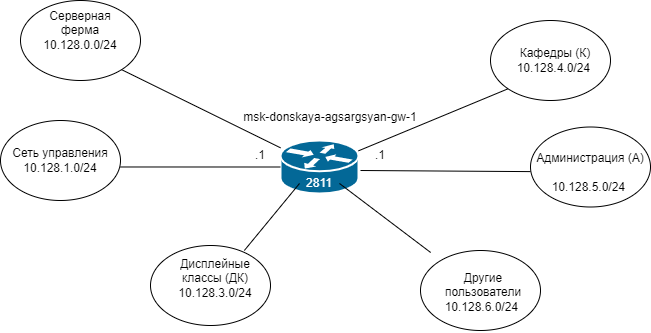 Серверная
ферма
10.128.0.0/24
Кафедры (К)
10.128.4.0/24
msk-donskaya-agsargsyan-gw-1
Сеть управления
10.128.1.0/24
.1
.1
2811
Администрация (А)
10.128.5.0/24
Дисплейные
классы (ДК)
10.128.3.0/24
Другие
пользователи
10.128.6.0/24